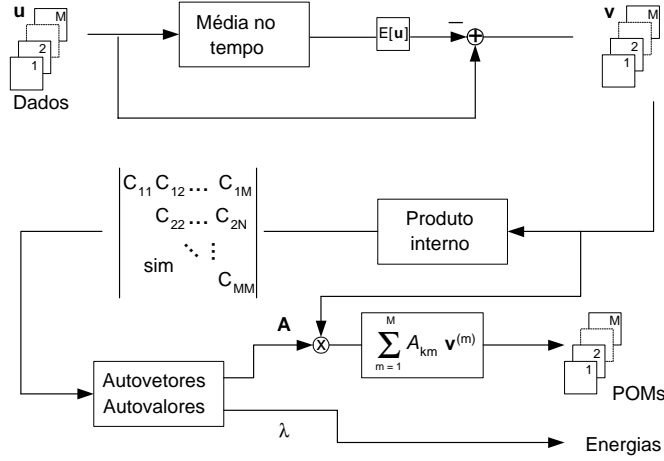 u
M
2
1
Dados
Média no
tempo
E[u]
−
+
v
M
2
1
C11 C12 ... C1M
C22 ... C2N
sim
CMM
Produto
interno
A
x
M
∑ Akm v(m)
m = 1
M
2
1
POMs
Autovetores
Autovalores
λ
Energias